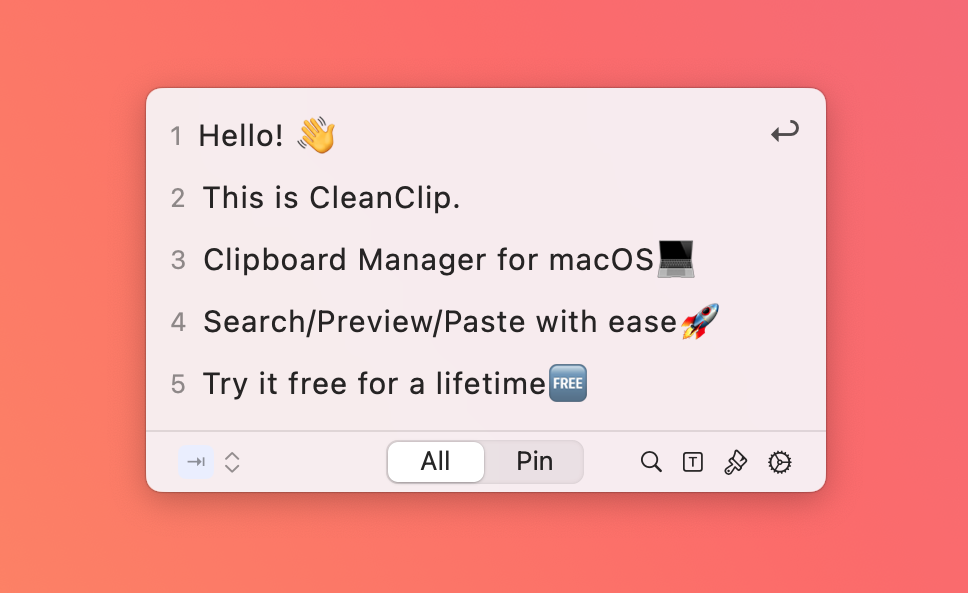 1 Hello! 👋
2 This is CleanClip.
3 Clipboard Manager for macOS💻
4 Search/Preview/Paste with ease🚀
5 Try it free for a lifetime🆓
All Pin T